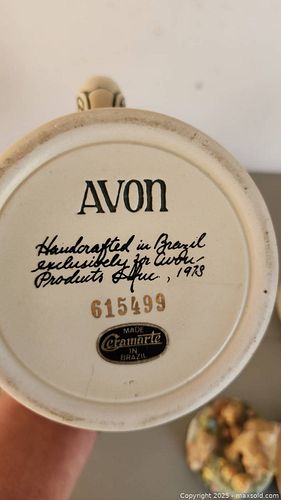 AVON
Handcrafted in Brazil
exclusively for Avon
Products Inc., 1978
615499
MADE
Ceramarte
IN
BRAZIL
Copyright 2025 - maxsold.com